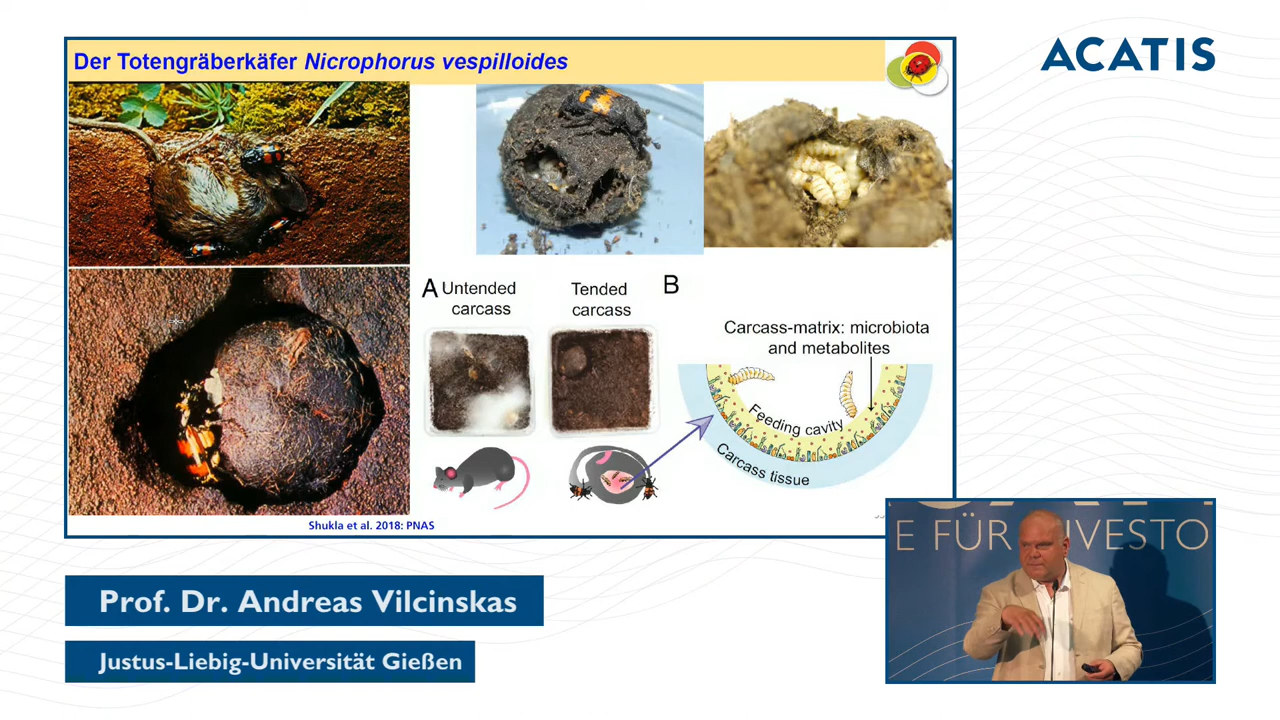 Der Totengräberkäfer Nicrophorus vespilloides
ACATIS
A
Untended
carcass
Tended
carcass
B
Carcass-matrix: microbiota
and metabolites
Feeding cavity
Carcass tissue
Shukla et al. 2018: PNAS
E FÜR INVESTO
Prof. Dr. Andreas Vilcinskas
Justus-Liebig-Universität Gießen